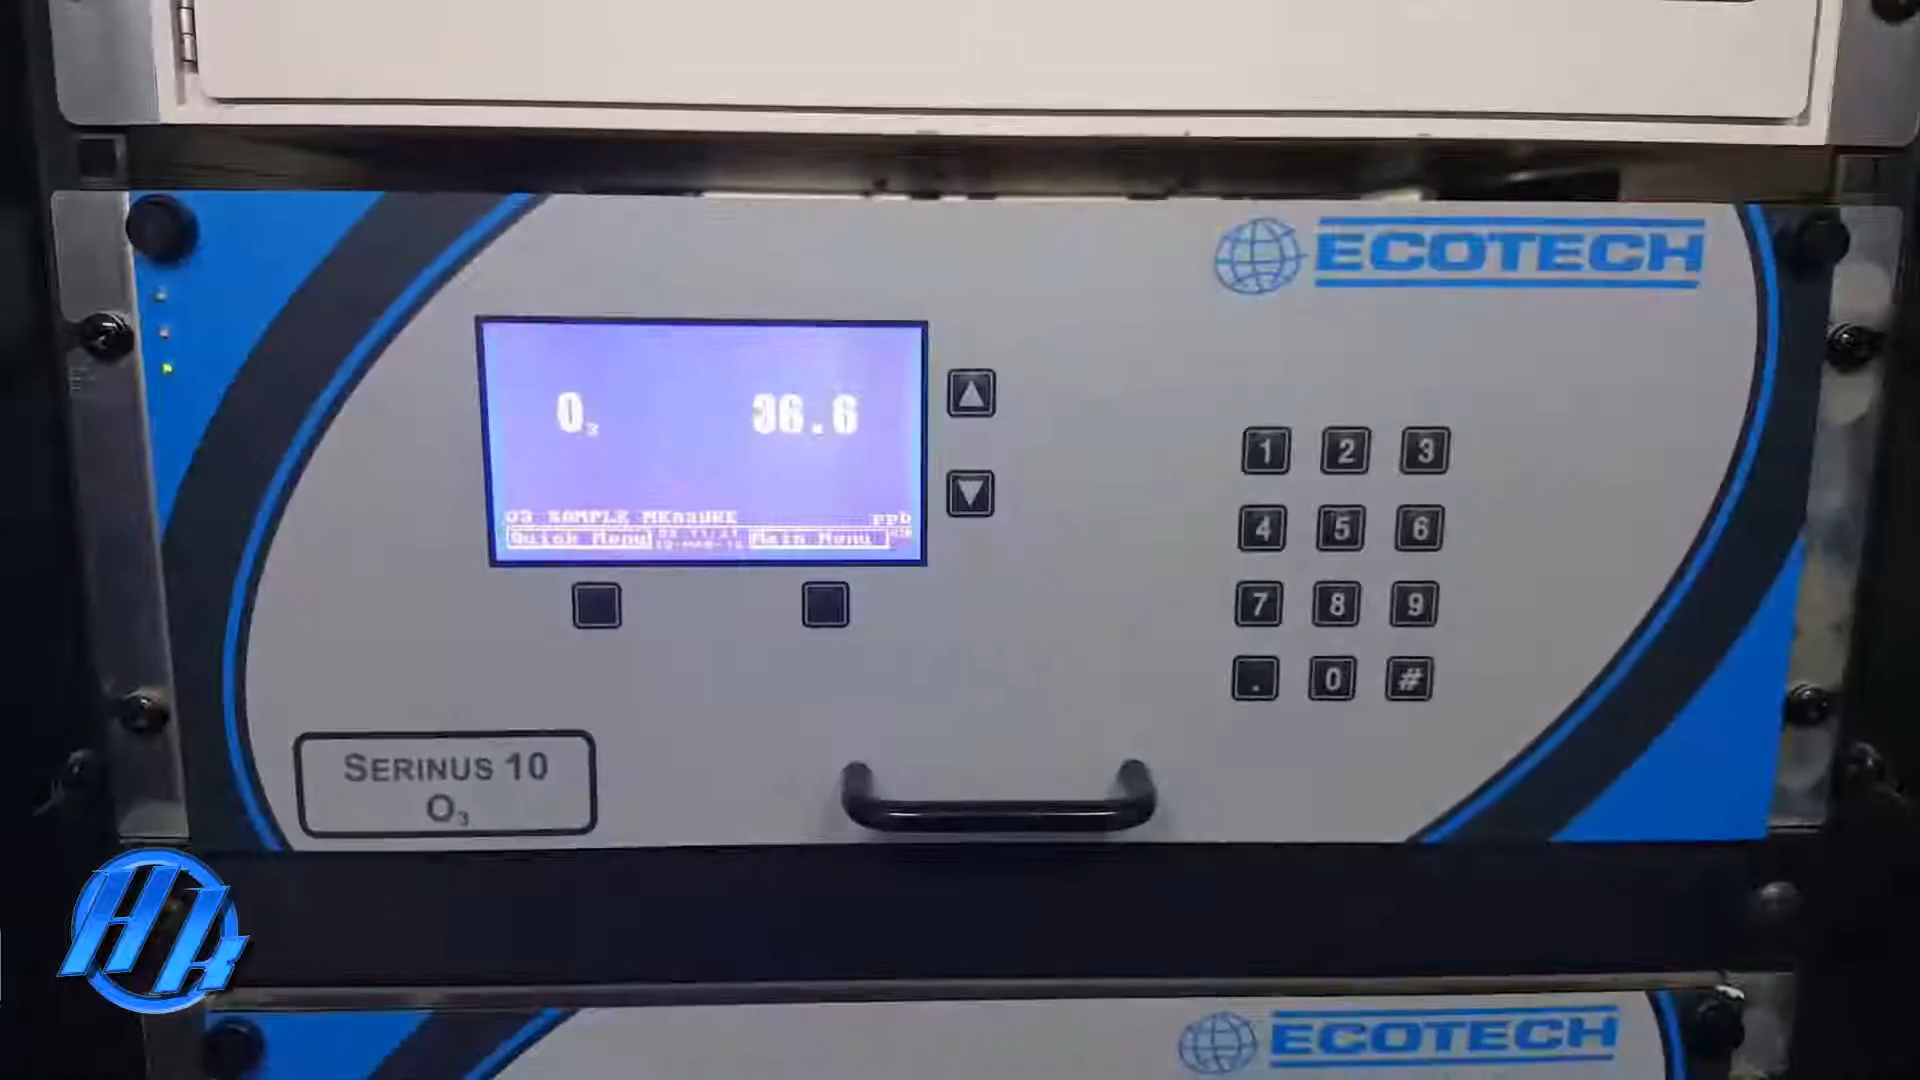 ECOTECH
O₃ 36.6
O3 SAMPLE MEASURE ppb
Quick Menu Main Menu
1 2 3
4 5 6
7 8 9
. 0 #
SERINUS 10
O₃
HR
ECOTECH